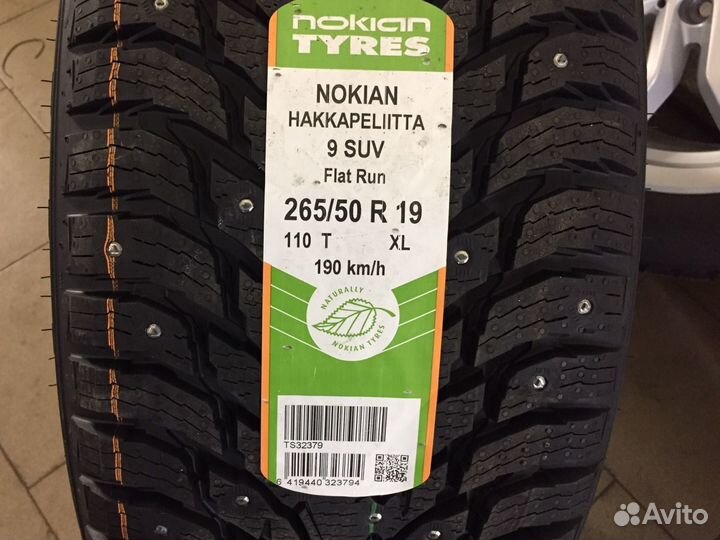 nokian
TYRES
NOKIAN
HAKKAPELIITTA
9 SUV
Flat Run
265/50 R 19
110 T XL
190 km/h
NATURALLY
NOKIAN TYRES
TS32379
6 419440 323794
Avito